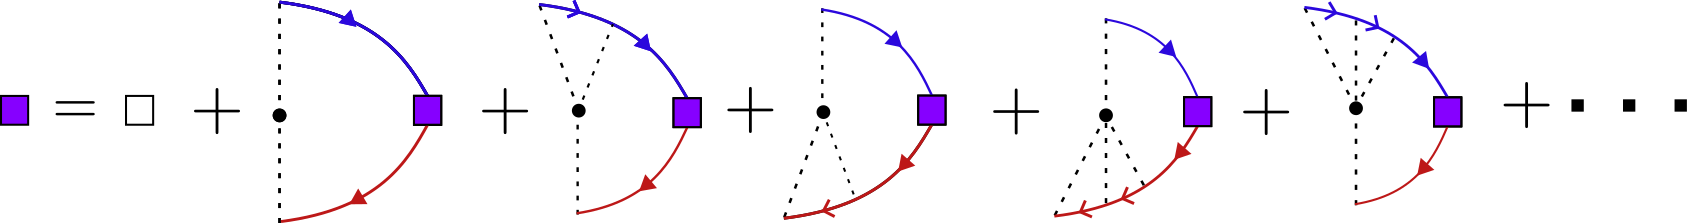 = + + + + + + . . .